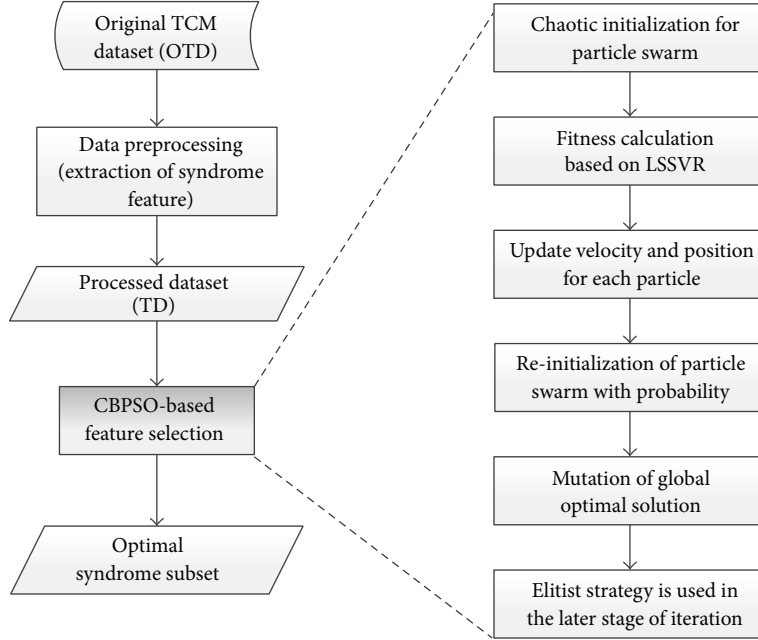 Original TCM
dataset (OTD)
Data preprocessing
(extraction of syndrome
feature)
Processed dataset
(TD)
CBPSO-based
feature selection
Optimal
syndrome subset
Chaotic initialization for
particle swarm
Fitness calculation
based on LSSVR
Update velocity and position
for each particle
Re-initialization of particle
swarm with probability
Mutation of global
optimal solution
Elitist strategy is used in
the later stage of iteration